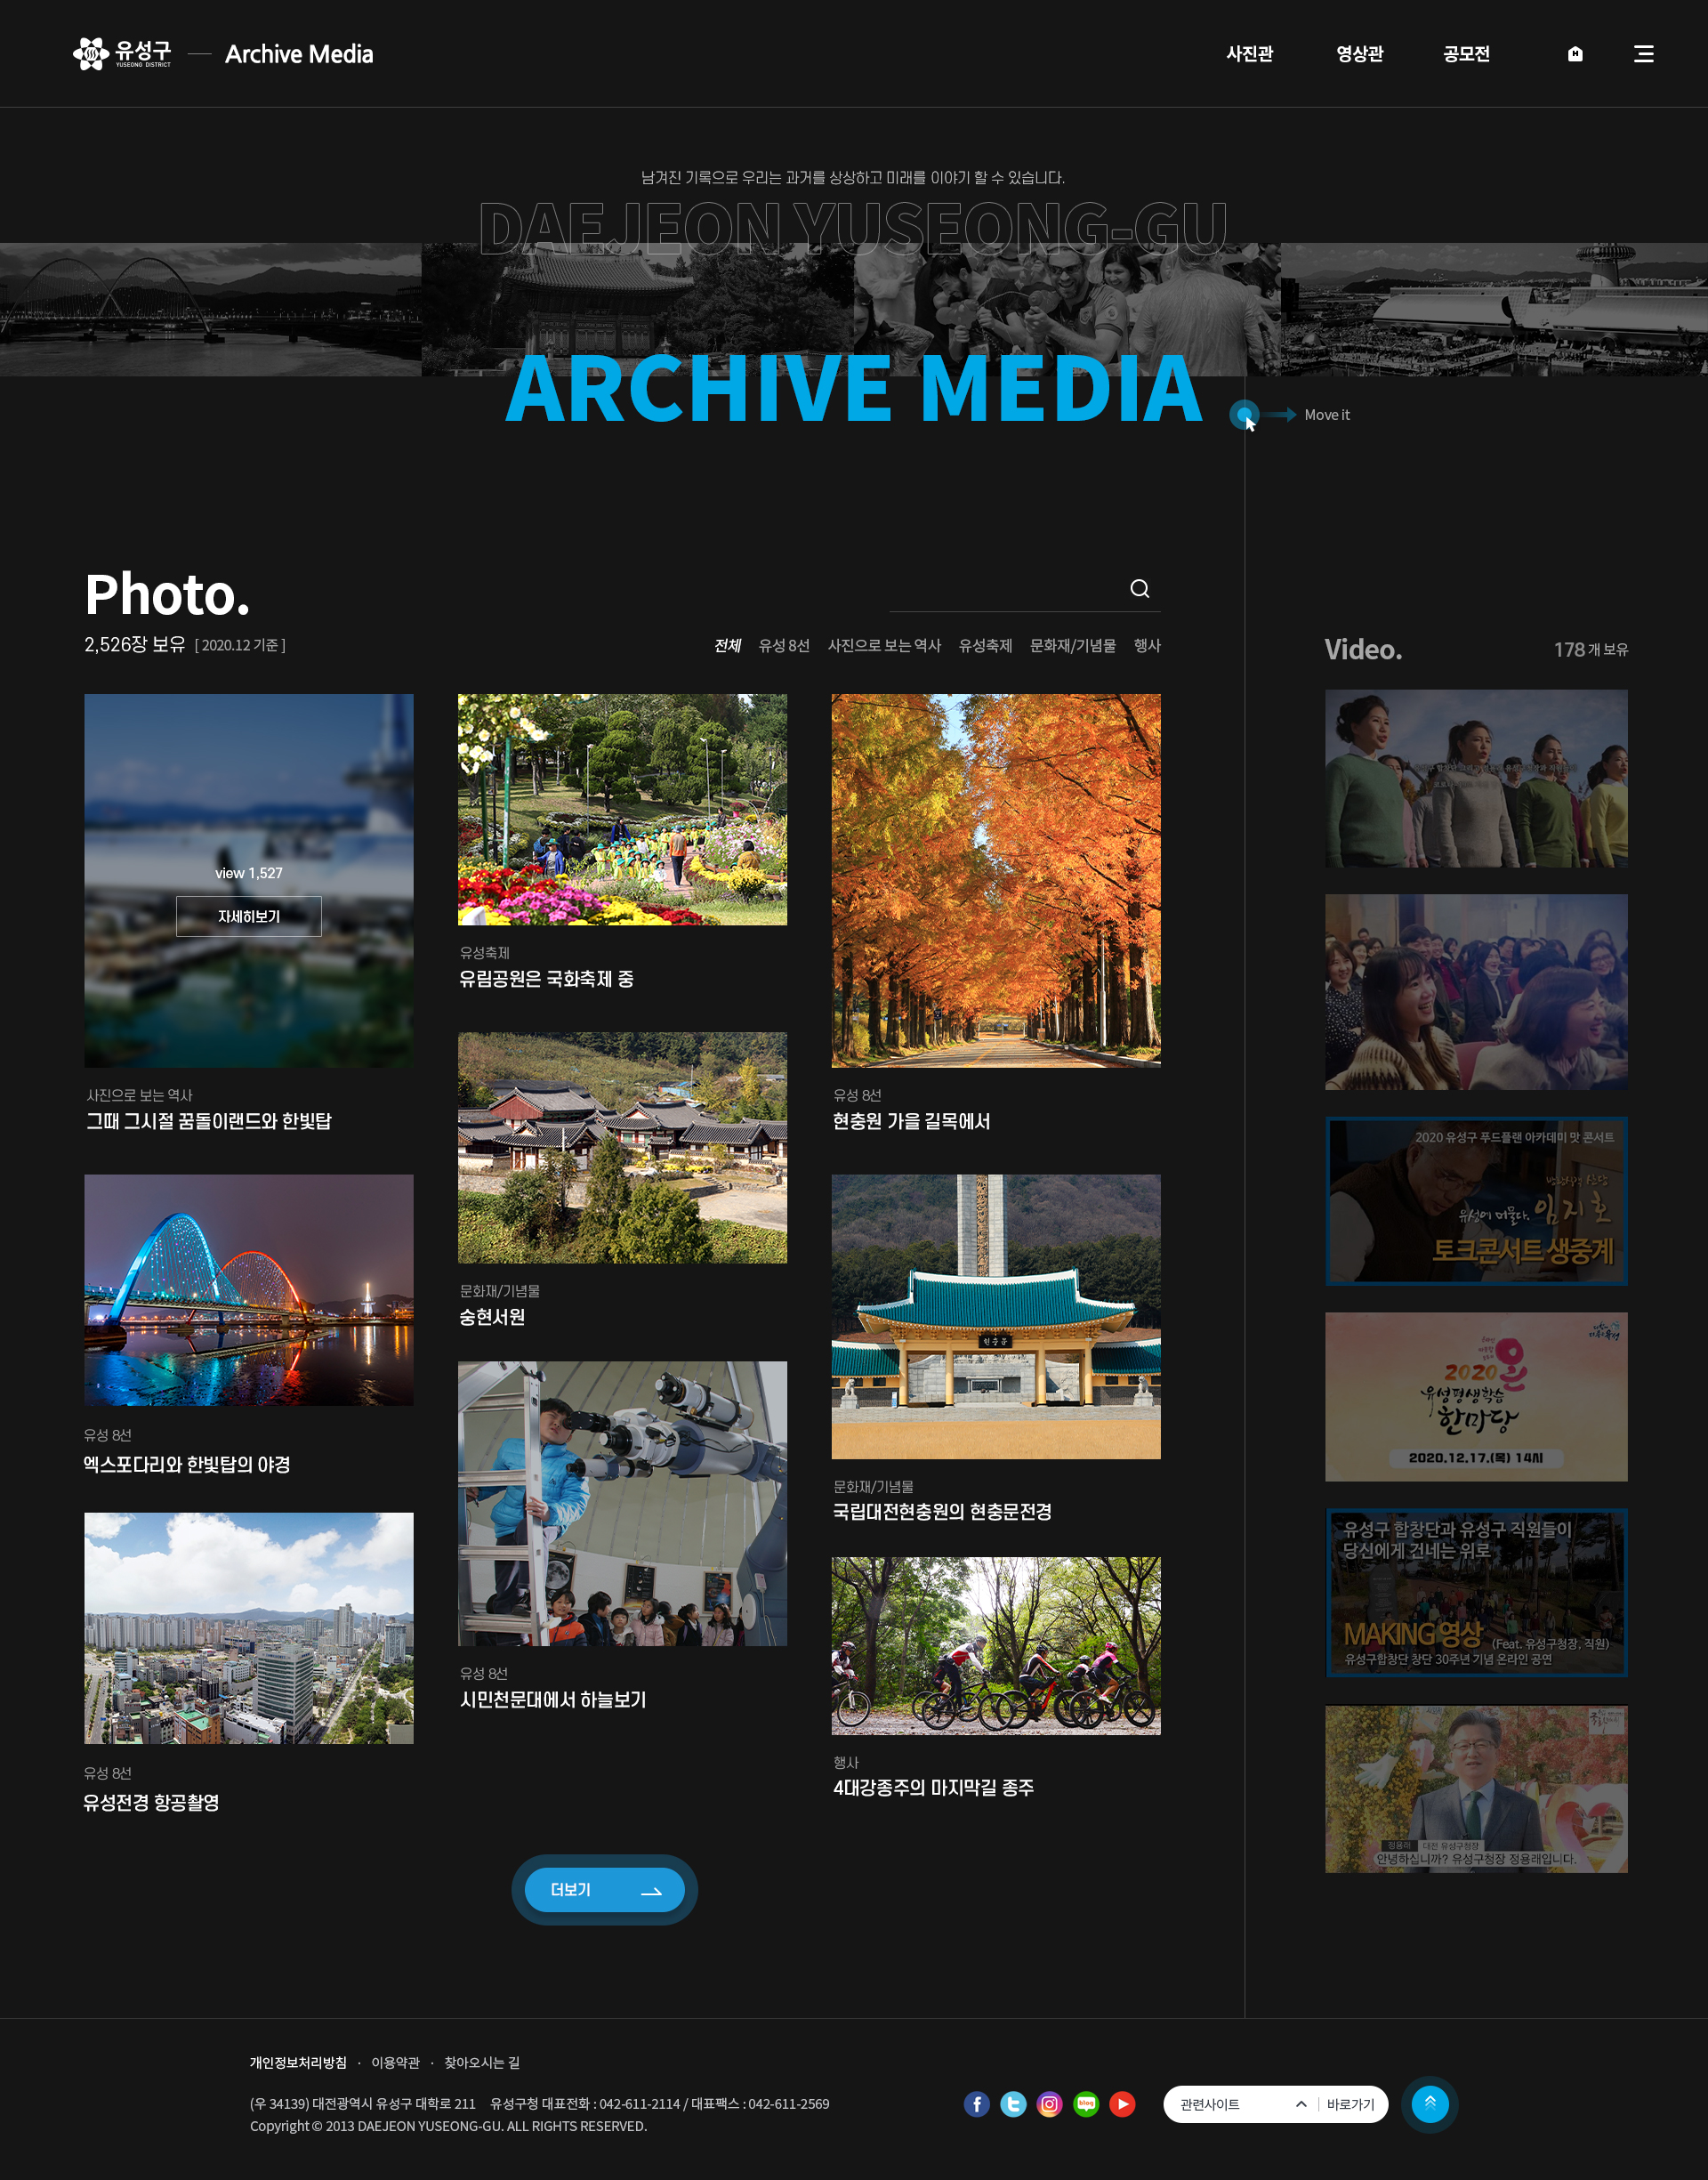 유성구
YUSEONG DISTRICT
Archive Media
사진관
영상관
공모전
남겨진 기록으로 우리는 과거를 상상하고 미래를 이야기 할 수 있습니다.
DAEJEON YUSEONG-GU
ARCHIVE MEDIA
Move it
Photo.
2,526장 보유 [ 2020.12 기준 ]
전체 유성 8선 사진으로 보는 역사 유성축제 문화재/기념물 행사
view 1,527
자세히보기
사진으로 보는 역사
그때 그시절 꿈돌이랜드와 한빛탑
유성 8선
엑스포다리와 한빛탑의 야경
유성 8선
유성전경 항공촬영
유성축제
유림공원은 국화축제 중
문화재/기념물
숭현서원
유성 8선
시민천문대에서 하늘보기
유성 8선
현충원 가을 길목에서
현충문
문화재/기념물
국립대전현충원의 현충문전경
행사
4대강종주의 마지막길 종주
더보기
Video.
178 개 보유
2020 유성구 푸드플랜 아카데미 맛 콘서트
방랑식객 산당
유성에 머물다. 임지호
토크콘서트 생중계
2020 온
유성평생학습
한마당
2020.12.17.(목) 14시
유성구 합창단과 유성구 직원들이
당신에게 건네는 위로
MAKING 영상 (Feat. 유성구청장, 직원)
유성구합창단 창단 30주년 기념 온라인 공연
정용래 대전 유성구청장
안녕하십니까? 유성구청장 정용래입니다.
개인정보처리방침 · 이용약관 · 찾아오시는 길
(우 34139) 대전광역시 유성구 대학로 211 유성구청 대표전화 : 042-611-2114 / 대표팩스 : 042-611-2569
Copyright © 2013 DAEJEON YUSEONG-GU. ALL RIGHTS RESERVED.
blog
관련사이트
바로가기